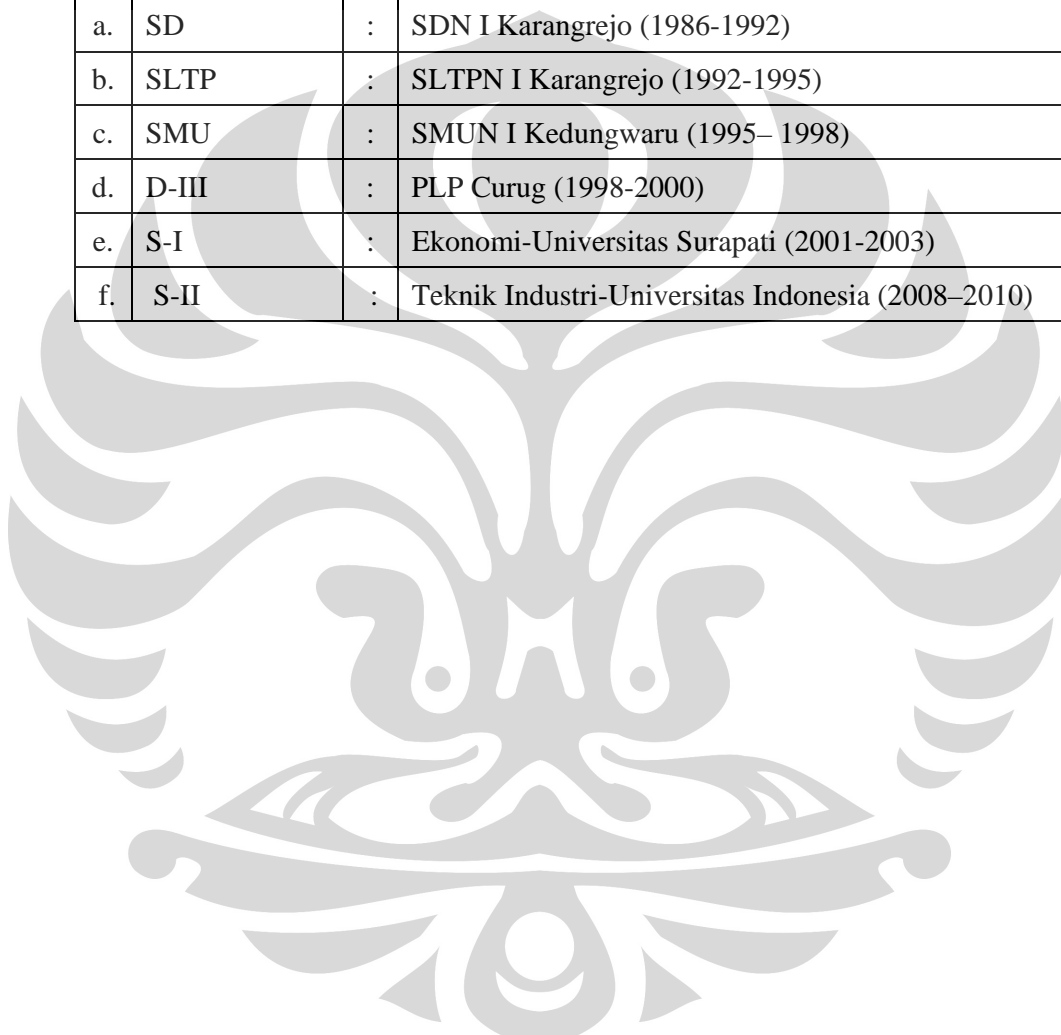 a. SD : SDN I Karangrejo (1986-1992)
b. SLTP : SLTPN I Karangrejo (1992-1995)
c. SMU : SMUN I Kedungwaru (1995– 1998)
d. D-III : PLP Curug (1998-2000)
e. S-I : Ekonomi-Universitas Surapati (2001-2003)
f. S-II : Teknik Industri-Universitas Indonesia (2008–2010)